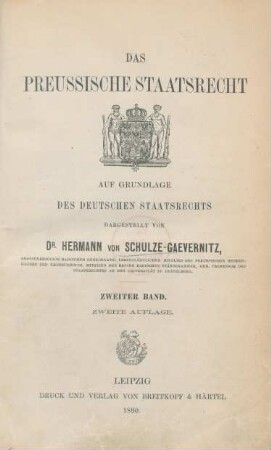 DAS
PREUSSISCHE STAATSRECHT
AUF GRUNDLAGE
DES DEUTSCHEN STAATSRECHTS
DARGESTELLT VON
DR. HERMANN VON SCHULZE-GAEVERNITZ,
ZWEITER BAND.
ZWEITE AUFLAGE.
LEIPZIG
DRUCK UND VERLAG VON BREITKOPF & HÄRTEL
1890